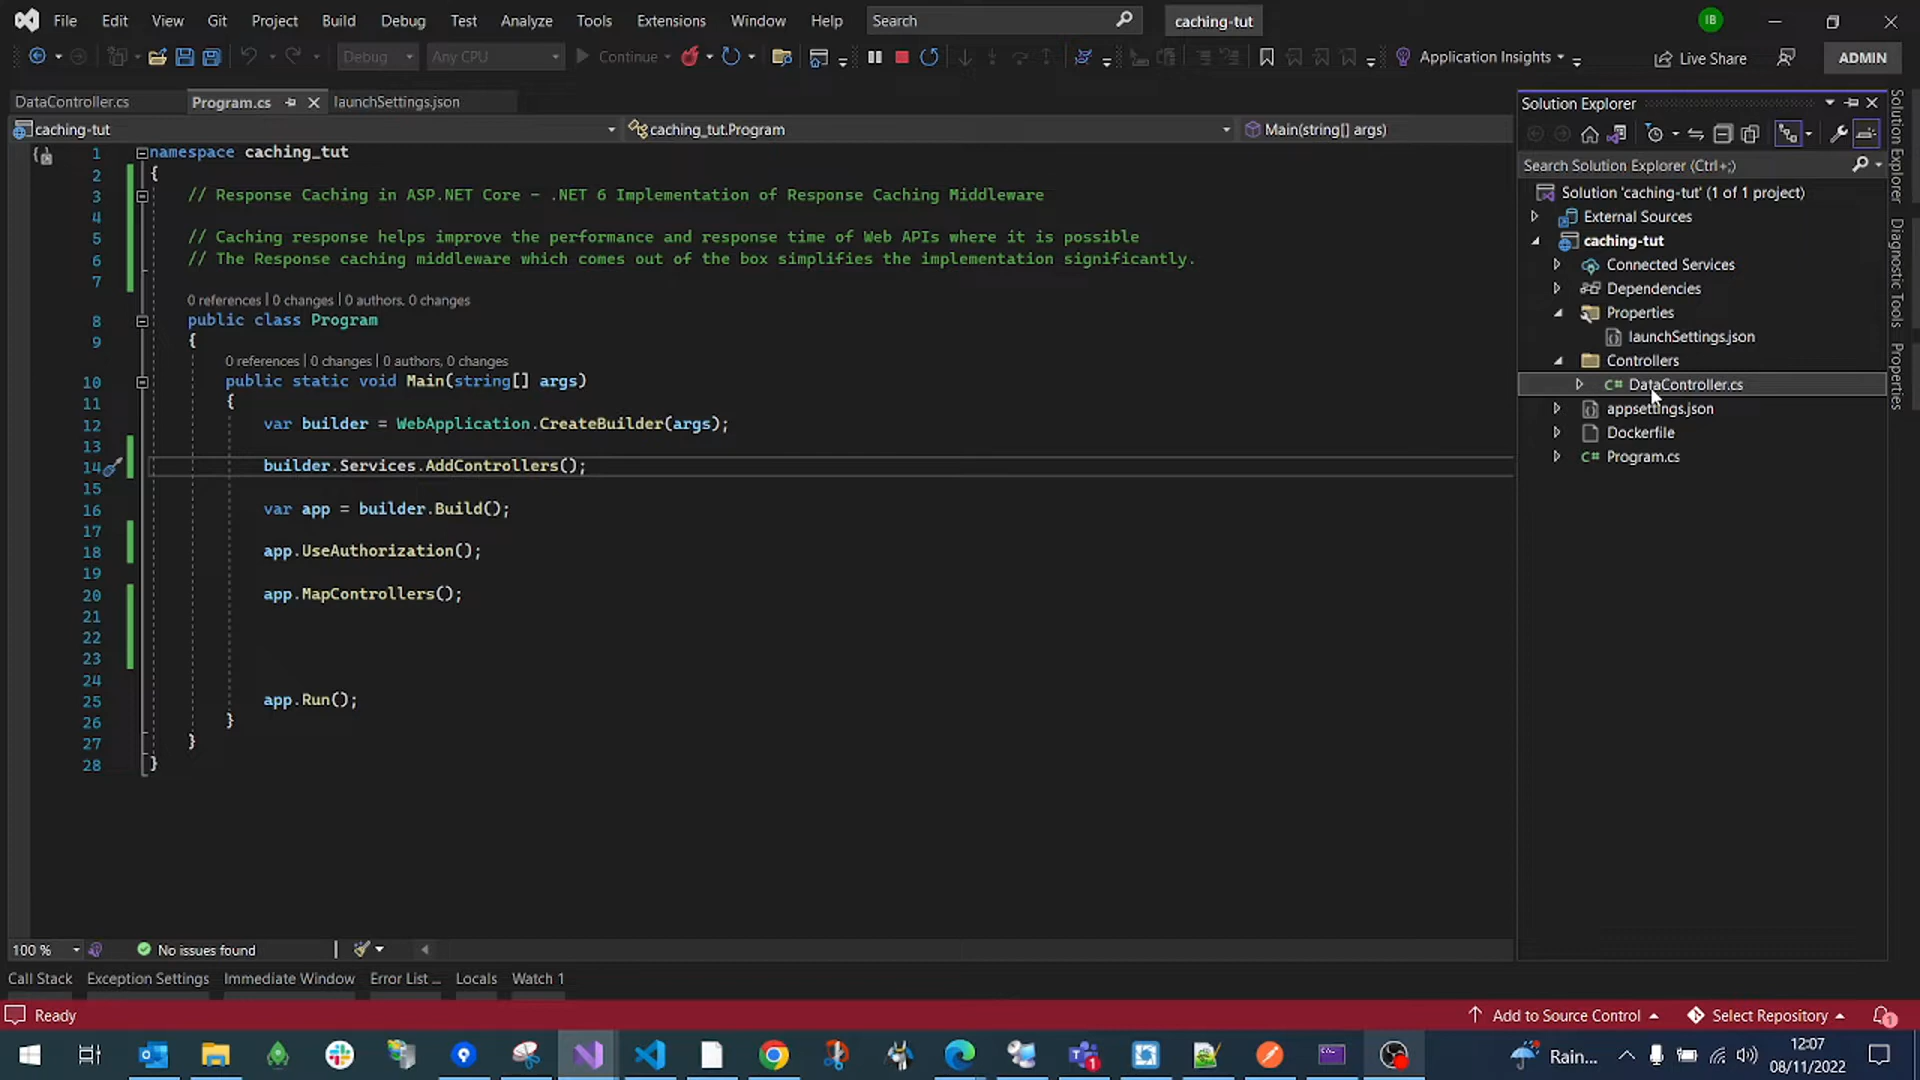 File Edit View Git Project Build Debug Test Analyze Tools Extensions Window Help Search caching-tut IB
Debug Any CPU Continue Application Insights Live Share ADMIN
DataController.cs Program.cs launchSettings.json
caching-tut caching_tut.Program Main(string[] args)
1 namespace caching_tut
2 {
3 // Response Caching in ASP.NET Core - .NET 6 Implementation of Response Caching Middleware
4
5 // Caching response helps improve the performance and response time of Web APIs where it is possible
6 // The Response caching middleware which comes out of the box simplifies the implementation significantly.
7
0 references | 0 changes | 0 authors, 0 changes
8 public class Program
9 {
0 references | 0 changes | 0 authors, 0 changes
10 public static void Main(string[] args)
11 {
12 var builder = WebApplication.CreateBuilder(args);
13
14 builder.Services.AddControllers();
15
16 var app = builder.Build();
17
18 app.UseAuthorization();
19
20 app.MapControllers();
21
22
23
24
25 app.Run();
26 }
27 }
28 }
100 % No issues found
Call Stack Exception Settings Immediate Window Error List ... Locals Watch 1
Solution Explorer
Search Solution Explorer (Ctrl+;)
Solution 'caching-tut' (1 of 1 project)
External Sources
caching-tut
Connected Services
Dependencies
Properties
launchSettings.json
Controllers
C# DataController.cs
appsettings.json
Dockerfile
C# Program.cs
Solution Explorer
Diagnostic Tools
Properties
Ready Add to Source Control Select Repository 1
Rain... 12:07
08/11/2022